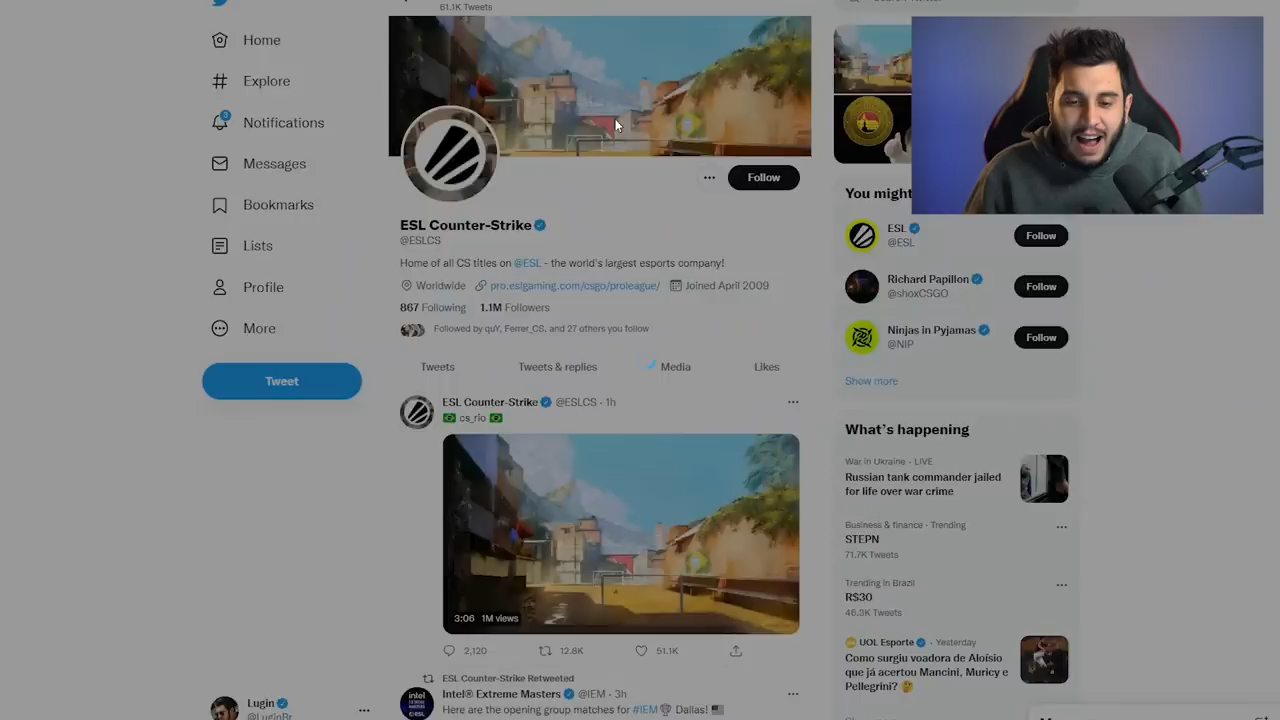 61.1K Tweets
Home
Explore
3
Notifications
Messages
Bookmarks
Lists
Profile
More
Tweet
Lugin
@LuginBr
Follow
ESL Counter-Strike
@ESLCS
Home of all CS titles on @ESL - the world's largest esports company!
Worldwide pro.eslgaming.com/csgo/proleague/ Joined April 2009
867 Following 1.1M Followers
Followed by quY, Ferrer_CS, and 27 others you follow
Tweets Tweets & replies Media Likes
ESL Counter-Strike @ESLCS · 1h
cs_rio
3:06 1M views
2,120 12.8K 51.1K
ESL Counter-Strike Retweeted
intel
ESL
Intel® Extreme Masters @IEM · 3h
Here are the opening group matches for #IEM Dallas!
You might
ESL
@ESL
Follow
Richard Papillon
@shoxCSGO
Follow
Ninjas in Pyjamas
@NIP
Follow
Show more
What's happening
War in Ukraine · LIVE
Russian tank commander jailed
for life over war crime
Business & finance · Trending
STEPN
71.7K Tweets
Trending in Brazil
R$30
46.3K Tweets
UOL Esporte · Yesterday
Como surgiu voadora de Aloísio
que já acertou Mancini, Muricy e
Pellegrini?